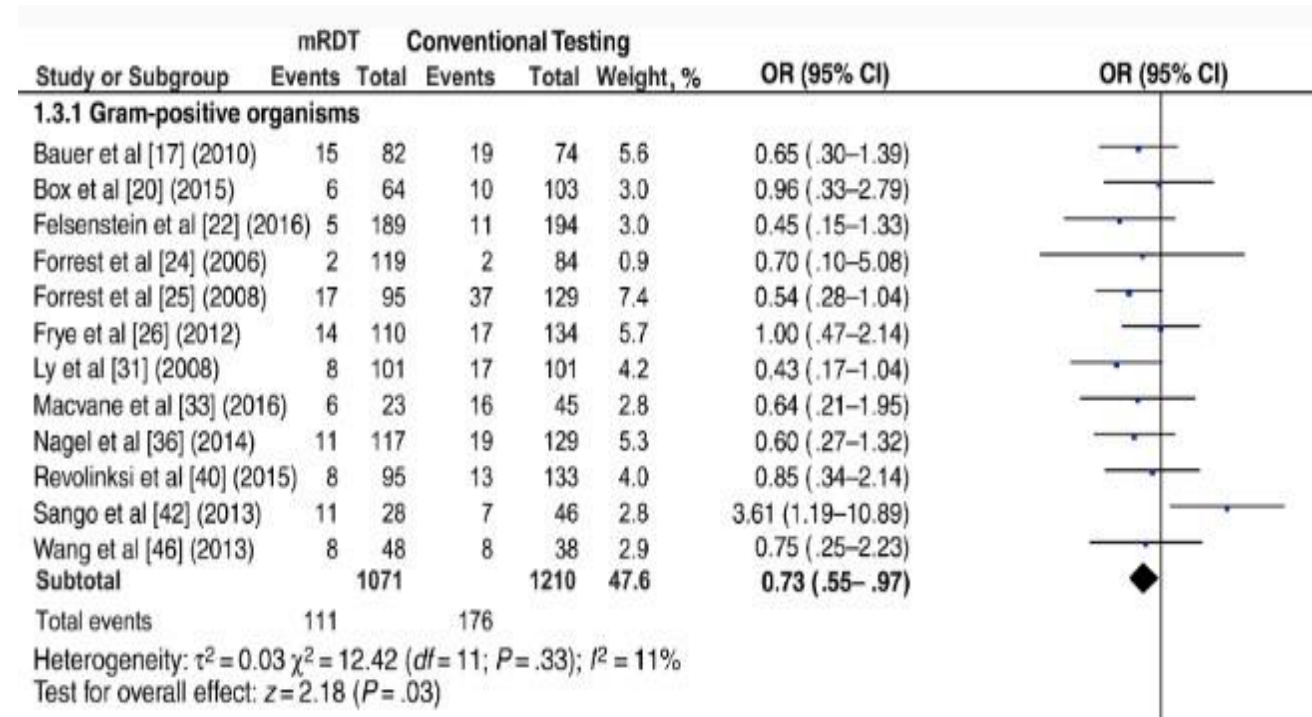 mRDT Conventional Testing
Study or Subgroup Events Total Events Total Weight, % OR (95% CI) OR (95% CI)
1.3.1 Gram-positive organisms
Bauer et al [17] (2010) 15 82 19 74 5.6 0.65 (.30–1.39)
Box et al [20] (2015) 6 64 10 103 3.0 0.96 (.33–2.79)
Felsenstein et al [22] (2016) 5 189 11 194 3.0 0.45 (.15–1.33)
Forrest et al [24] (2006) 2 119 2 84 0.9 0.70 (.10–5.08)
Forrest et al [25] (2008) 17 95 37 129 7.4 0.54 (.28–1.04)
Frye et al [26] (2012) 14 110 17 134 5.7 1.00 (.47–2.14)
Ly et al [31] (2008) 8 101 17 101 4.2 0.43 (.17–1.04)
Macvane et al [33] (2016) 6 23 16 45 2.8 0.64 (.21–1.95)
Nagel et al [36] (2014) 11 117 19 129 5.3 0.60 (.27–1.32)
Revolinksi et al [40] (2015) 8 95 13 133 4.0 0.85 (.34–2.14)
Sango et al [42] (2013) 11 28 7 46 2.8 3.61 (1.19–10.89)
Wang et al [46] (2013) 8 48 8 38 2.9 0.75 (.25–2.23)
Subtotal 1071 1210 47.6 0.73 (.55– .97)
Total events 111 176
Heterogeneity: τ² = 0.03 χ² = 12.42 (df = 11; P = .33); I² = 11%
Test for overall effect: z = 2.18 (P = .03)